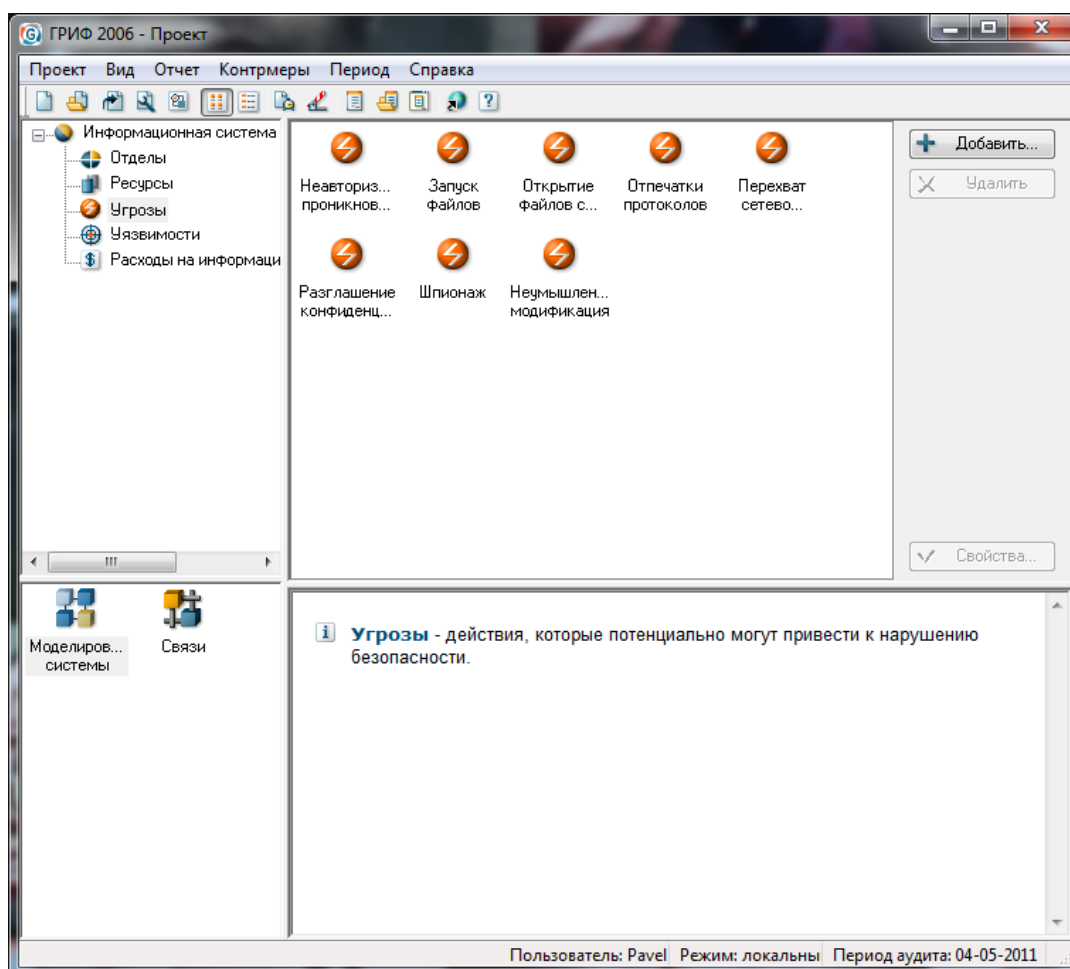 ГРИФ 2006 - Проект
Проект Вид Отчет Контрмеры Период Справка
Информационная система
Отделы
Ресурсы
Угрозы
Уязвимости
Расходы на информаци
Неавториз... Запуск Открытие Отпечатки Перехват
проникнов... файлов файлов с... протоколов сетево...
Разглашение Шпионаж Неумышлен...
конфиденц... модификация
Добавить...
Удалить
Свойства...
Моделиров... Связи
системы
Угрозы - действия, которые потенциально могут привести к нарушению
безопасности.
Пользователь: Pavel Режим: локальны Период аудита: 04-05-2011